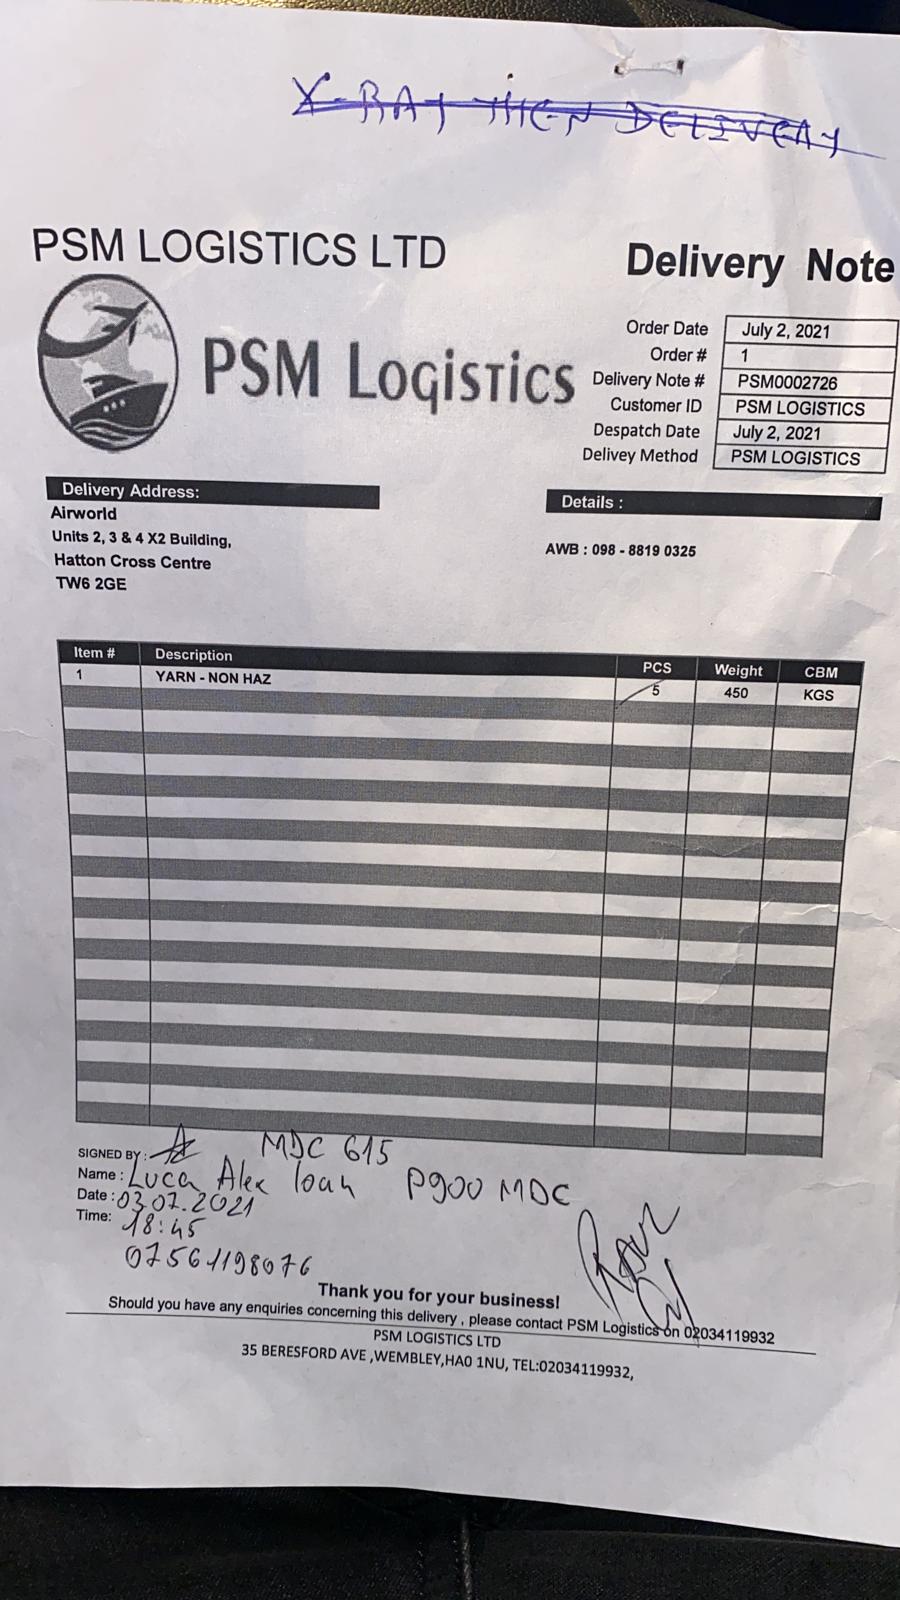 X-RAY THEN DELIVERY
PSM LOGISTICS LTD
Delivery Note
PSM Logistics
Order Date July 2, 2021
Order # 1
Delivery Note # PSM0002726
Customer ID PSM LOGISTICS
Despatch Date July 2, 2021
Delivey Method PSM LOGISTICS
Delivery Address:
Airworld
Units 2, 3 & 4 X2 Building,
Hatton Cross Centre
TW6 2GE
Details :
AWB : 098 - 8819 0325
Item # Description PCS Weight CBM
1 YARN - NON HAZ 5 450 KGS
SIGNED BY : MDC 615
Name : Luca Alex Ioan P900 MDC
Date : 03.07.2021
Time: 18:45
07561198076
Thank you for your business!
Should you have any enquiries concerning this delivery , please contact PSM Logistics on 02034119932
PSM LOGISTICS LTD
35 BERESFORD AVE ,WEMBLEY,HA0 1NU, TEL:02034119932,